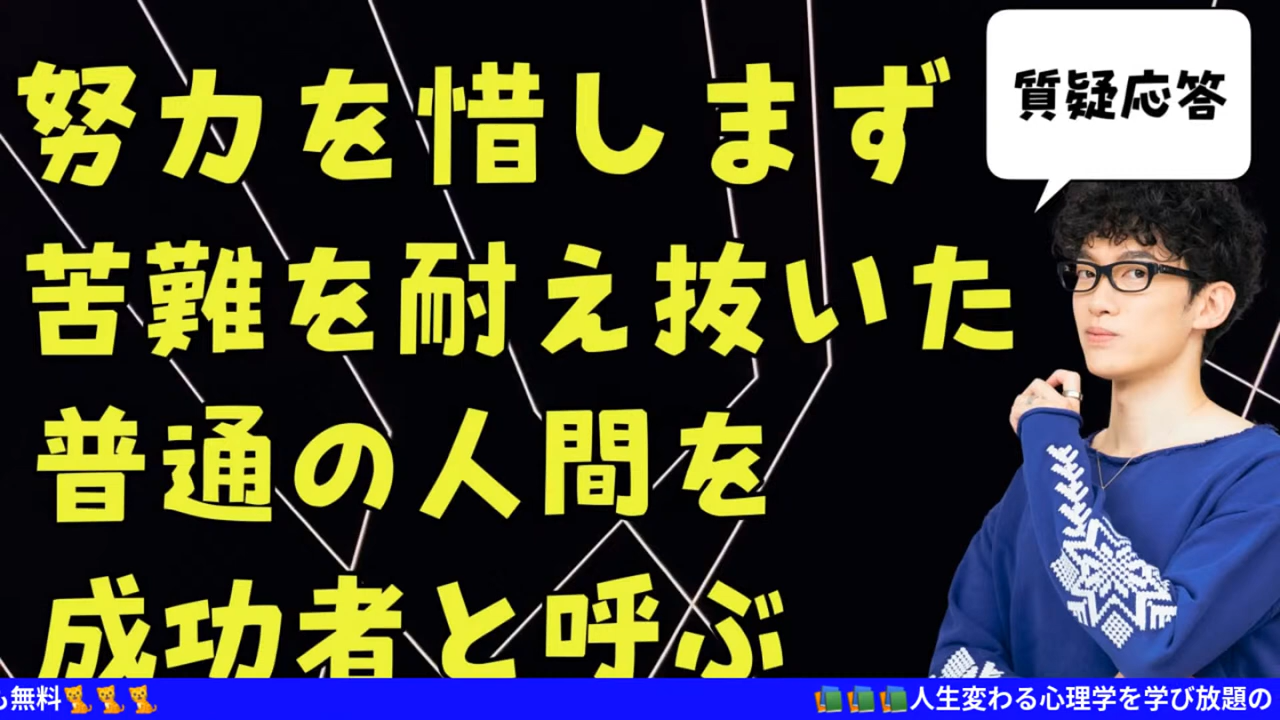 質疑応答
努力を惜しまず
苦難を耐え抜いた
普通の人間を
成功者と呼ぶ
も無料🐈🐈🐈 📚📚📚人生変わる心理学を学び放題の